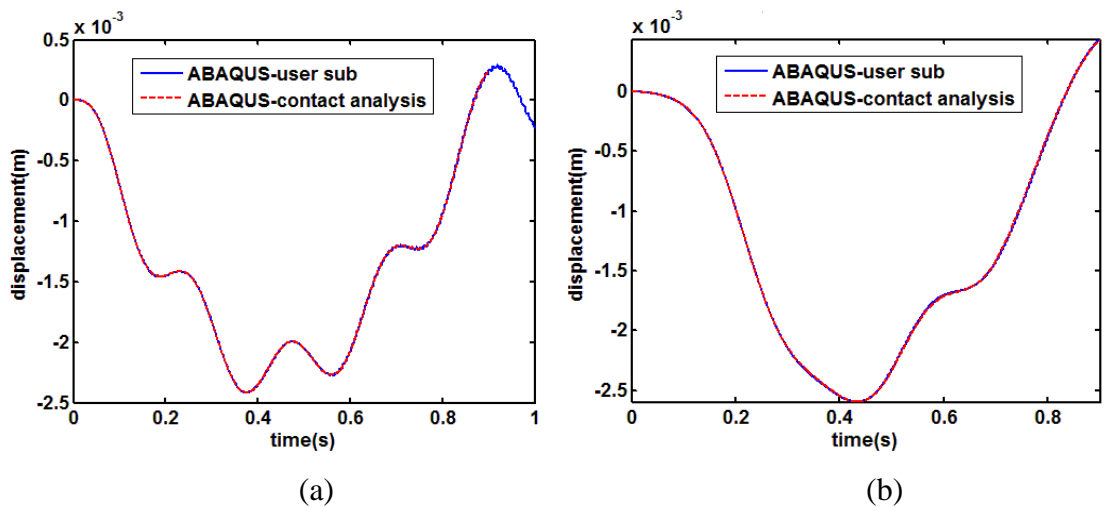 x 10-3
0.5
0
-0.5
-1
-1.5
-2
-2.5
displacement(m)
ABAQUS-user sub
ABAQUS-contact analysis
0
0.2
0.4
0.6
0.8
1
time(s)
(a)
x 10-3
0
-0.5
-1
-1.5
-2
-2.5
displacement(m)
ABAQUS-user sub
ABAQUS-contact analysis
0
0.2
0.4
0.6
0.8
time(s)
(b)